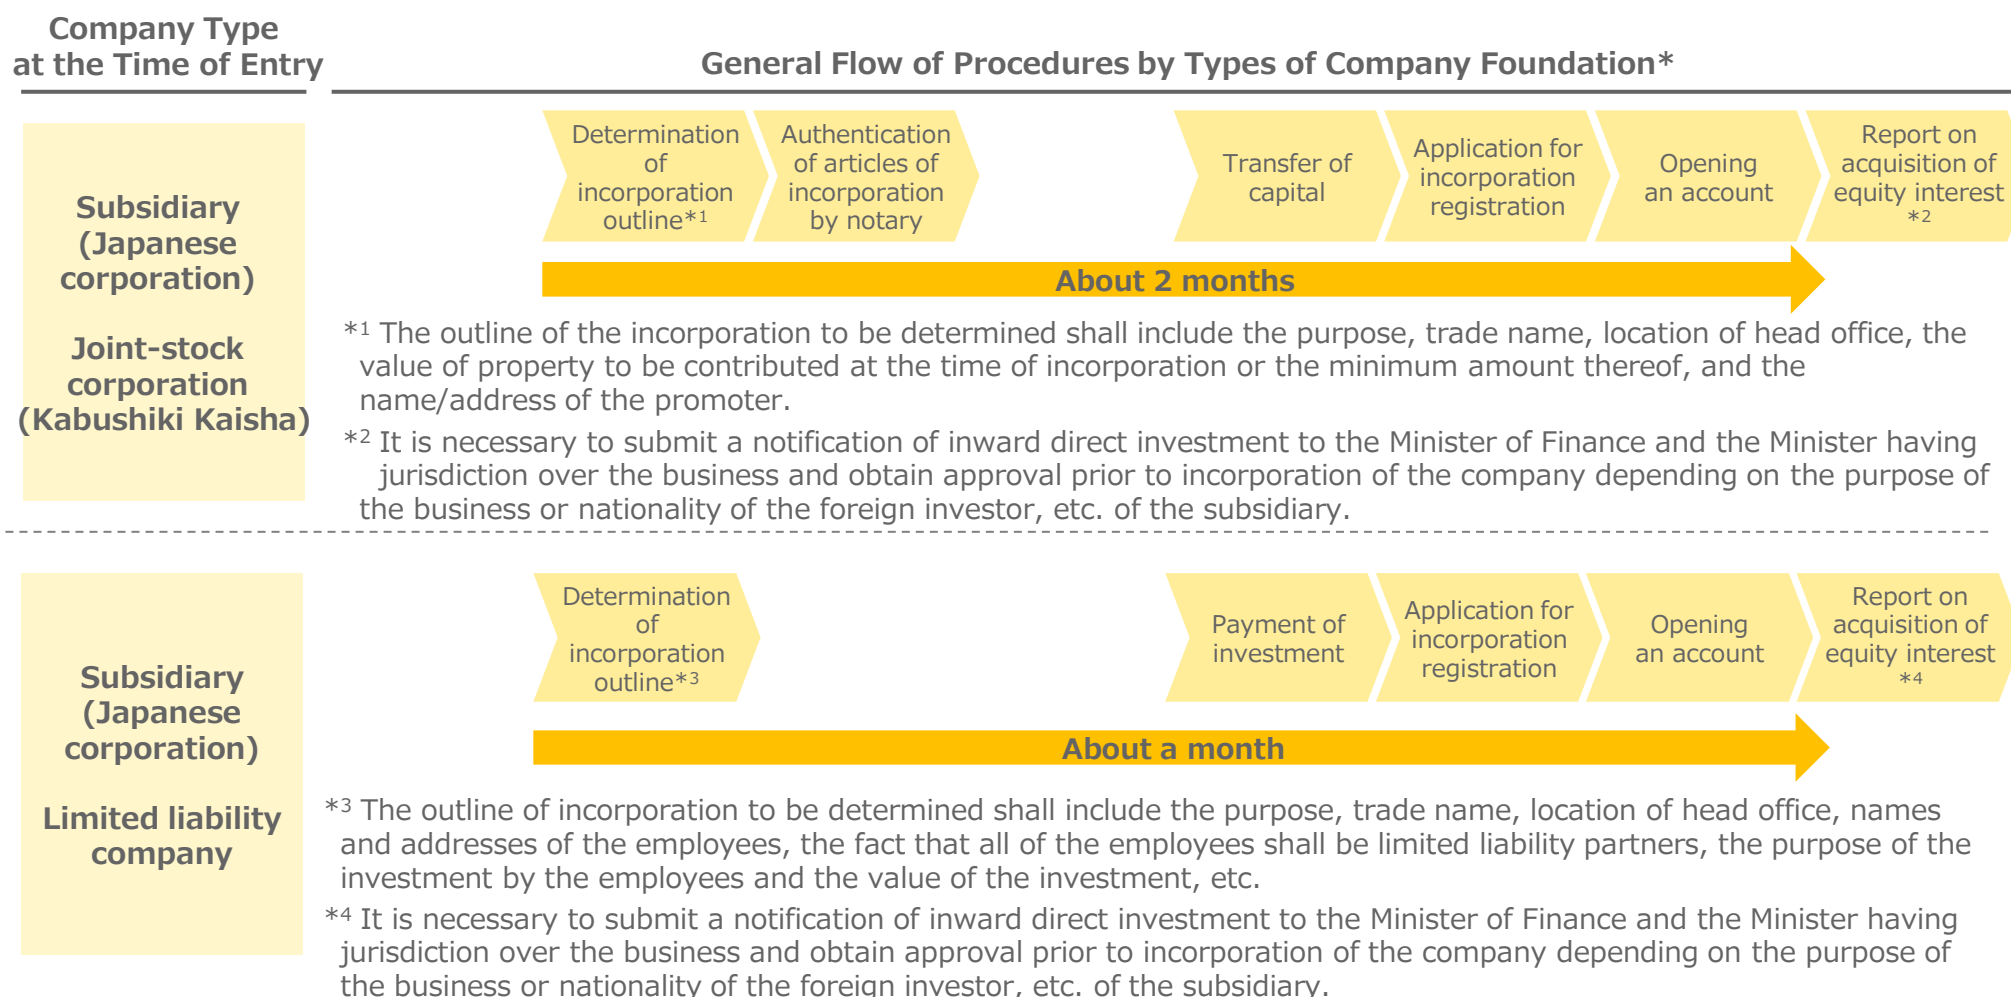 Company Type
at the Time of Entry
General Flow of Procedures by Types of Company Foundation*
Subsidiary
(Japanese
corporation)
Joint-stock
corporation
(Kabushiki Kaisha)
Determination
of
incorporation
outline*1
Authentication
of articles of
incorporation
by notary
Transfer of
capital
Application for
incorporation
registration
Opening
an account
Report on
acquisition of
equity interest
*2
About 2 months
*1 The outline of the incorporation to be determined shall include the purpose, trade name, location of head office, the
value of property to be contributed at the time of incorporation or the minimum amount thereof, and the
name/address of the promoter.
*2 It is necessary to submit a notification of inward direct investment to the Minister of Finance and the Minister having
jurisdiction over the business and obtain approval prior to incorporation of the company depending on the purpose of
the business or nationality of the foreign investor, etc. of the subsidiary.
Subsidiary
(Japanese
corporation)
Limited liability
company
Determination
of
incorporation
outline*3
Payment of
investment
Application for
incorporation
registration
Opening
an account
Report on
acquisition of
equity interest
*4
About a month
*3 The outline of incorporation to be determined shall include the purpose, trade name, location of head office, names
and addresses of the employees, the fact that all of the employees shall be limited liability partners, the purpose of the
investment by the employees and the value of the investment, etc.
*4 It is necessary to submit a notification of inward direct investment to the Minister of Finance and the Minister having
jurisdiction over the business and obtain approval prior to incorporation of the company depending on the purpose of
the business or nationality of the foreign investor, etc. of the subsidiary.